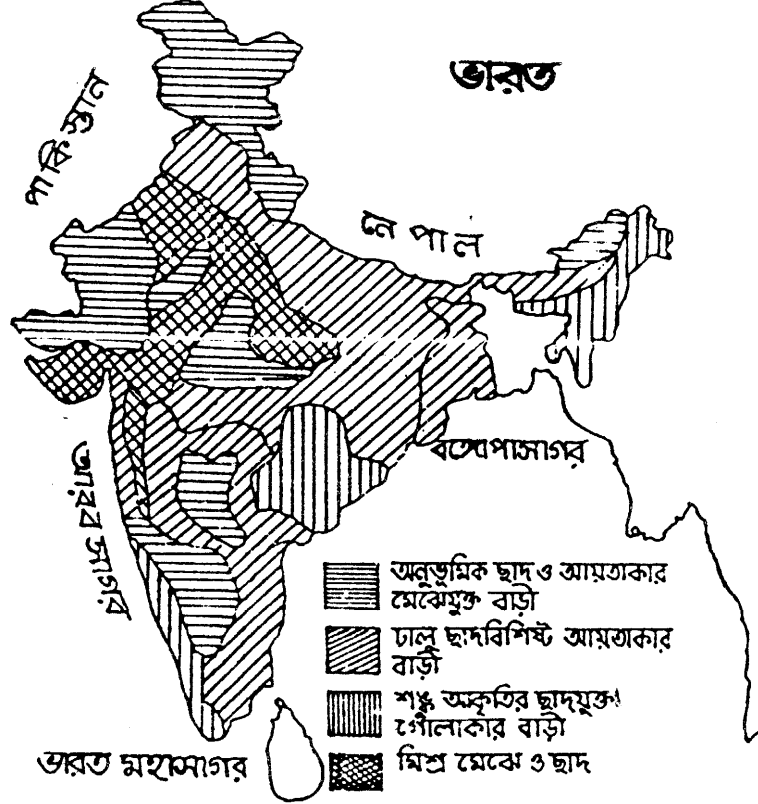 ভারত
পাকিস্তান
নেপাল
বঙ্গোপসাগর
আরব সাগর
অনুভূমিক ছাদ ও আয়তাকার
মেঝেযুক্ত বাড়ী
ঢালু ছাদবিশিষ্ট আয়তাকার
বাড়ী
শঙ্কু আকৃতির ছাদযুক্ত
গোলাকার বাড়ী
মিশ্র মেঝে ও ছাদ
ভারত মহাসাগর